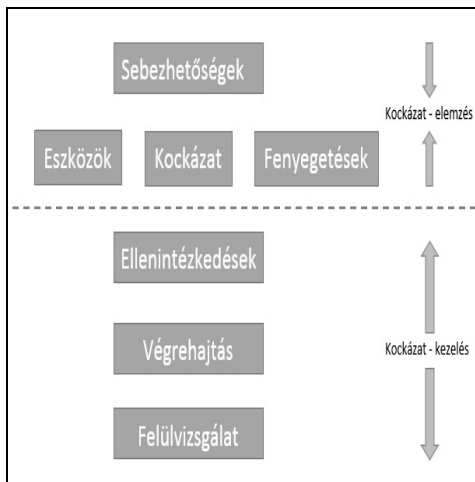 Sebezhetőségek
Kockázat - elemzés
Eszközök
Kockázat
Fenyegetések
Ellenintézkedések
Végrehajtás
Kockázat - kezelés
Felülvizsgálat